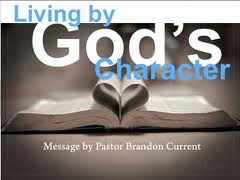 Living by
God's
Character
Message by Pastor Brandon Current